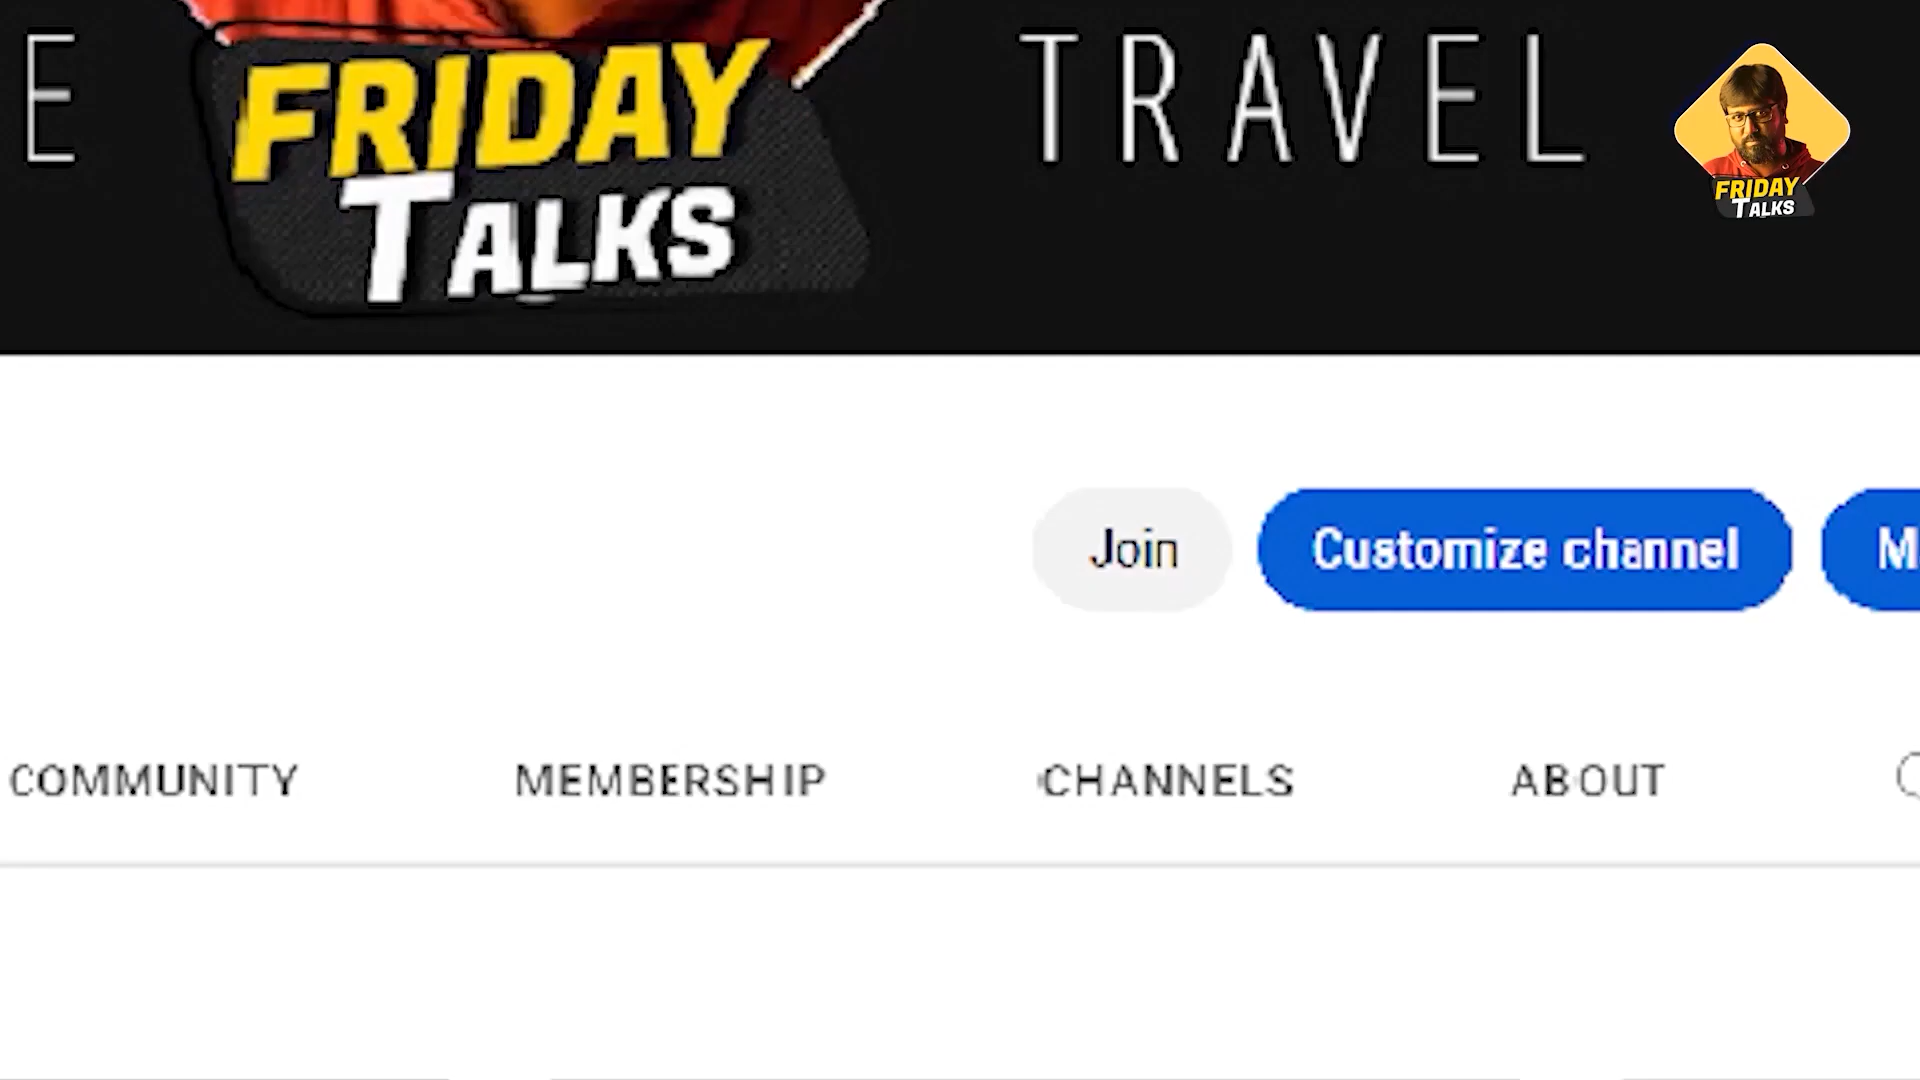 E
FRIDAY
TALKS
TRAVEL
FRIDAY
TALKS
Join
Customize channel
COMMUNITY
MEMBERSHIP
CHANNELS
ABOUT